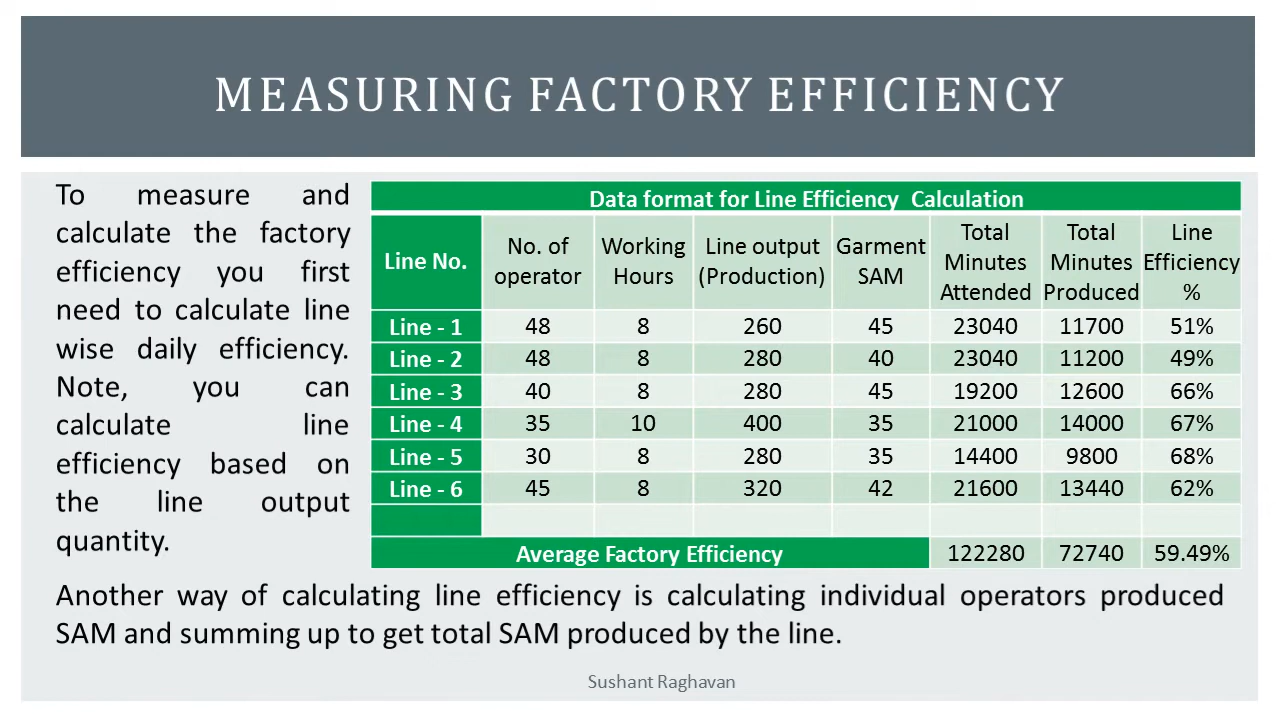 MEASURING FACTORY EFFICIENCY
To measure and
calculate the factory
efficiency you first
need to calculate line
wise daily efficiency.
Note, you can
calculate line
efficiency based on
the line output
quantity.
Data format for Line Efficiency Calculation
Line No. No. of operator Working Hours Line output (Production) Garment SAM Total Minutes Attended Total Minutes Produced Line Efficiency %
Line - 1 48 8 260 45 23040 11700 51%
Line - 2 48 8 280 40 23040 11200 49%
Line - 3 40 8 280 45 19200 12600 66%
Line - 4 35 10 400 35 21000 14000 67%
Line - 5 30 8 280 35 14400 9800 68%
Line - 6 45 8 320 42 21600 13440 62%
Average Factory Efficiency 122280 72740 59.49%
Another way of calculating line efficiency is calculating individual operators produced
SAM and summing up to get total SAM produced by the line.
Sushant Raghavan